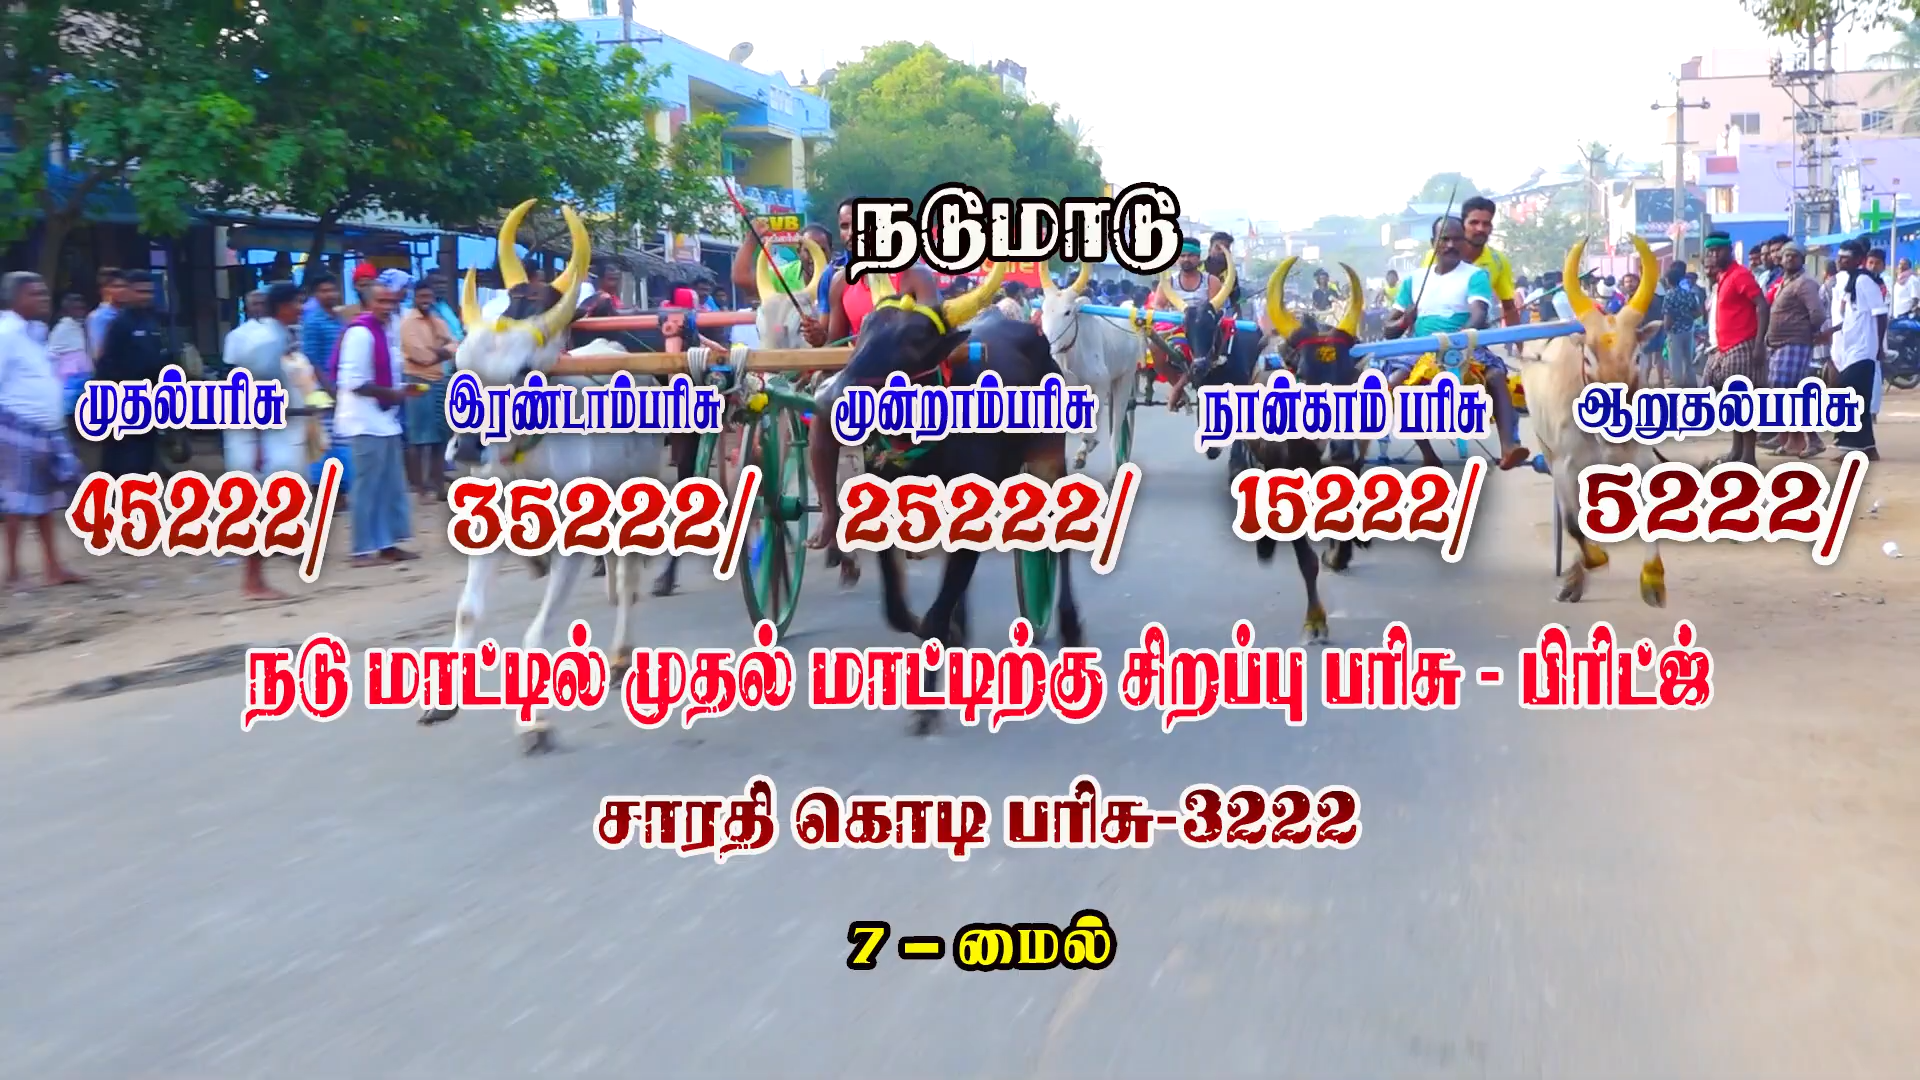 நடுமாடு
முதல்பரிசு இரண்டாம்பரிசு மூன்றாம்பரிசு நான்காம் பரிசு ஆறுதல்பரிசு
45222/ 35222/ 25222/ 15222/ 5222/
நடு மாட்டில் முதல் மாட்டிற்கு சிறப்பு பரிசு - பிரிட்ஜ்
சாரதி கொடி பரிசு-3222
7 - மைல்